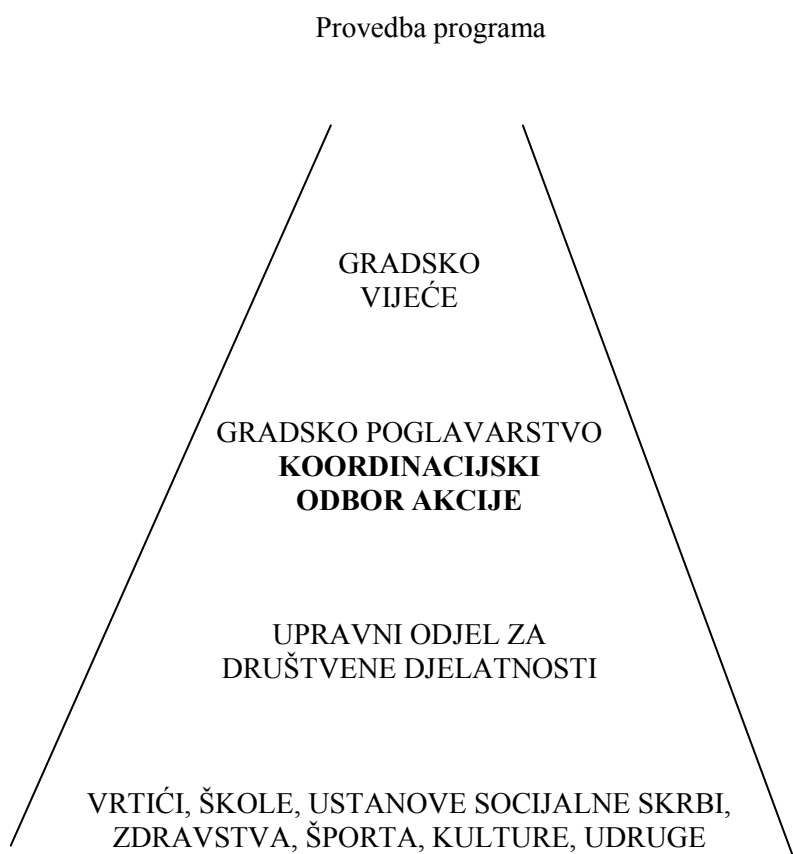 Provedba programa
GRADSKO
VIJEĆE
GRADSKO POGLAVARSTVO
KOORDINACIJSKI
ODBOR AKCIJE
UPRAVNI ODJEL ZA
DRUŠTVENE DJELATNOSTI
VRTIĆI, ŠKOLE, USTANOVE SOCIJALNE SKRBI,
ZDRAVSTVA, ŠPORTA, KULTURE, UDRUGE